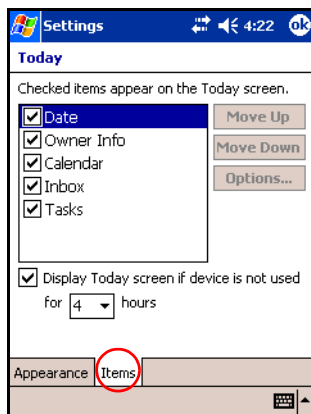 Settings 4:22 ok
Today
Checked items appear on the Today screen.
Date
Owner Info
Calendar
Inbox
Tasks
Move Up
Move Down
Options...
Display Today screen if device is not used
for 4 hours
Appearance Items